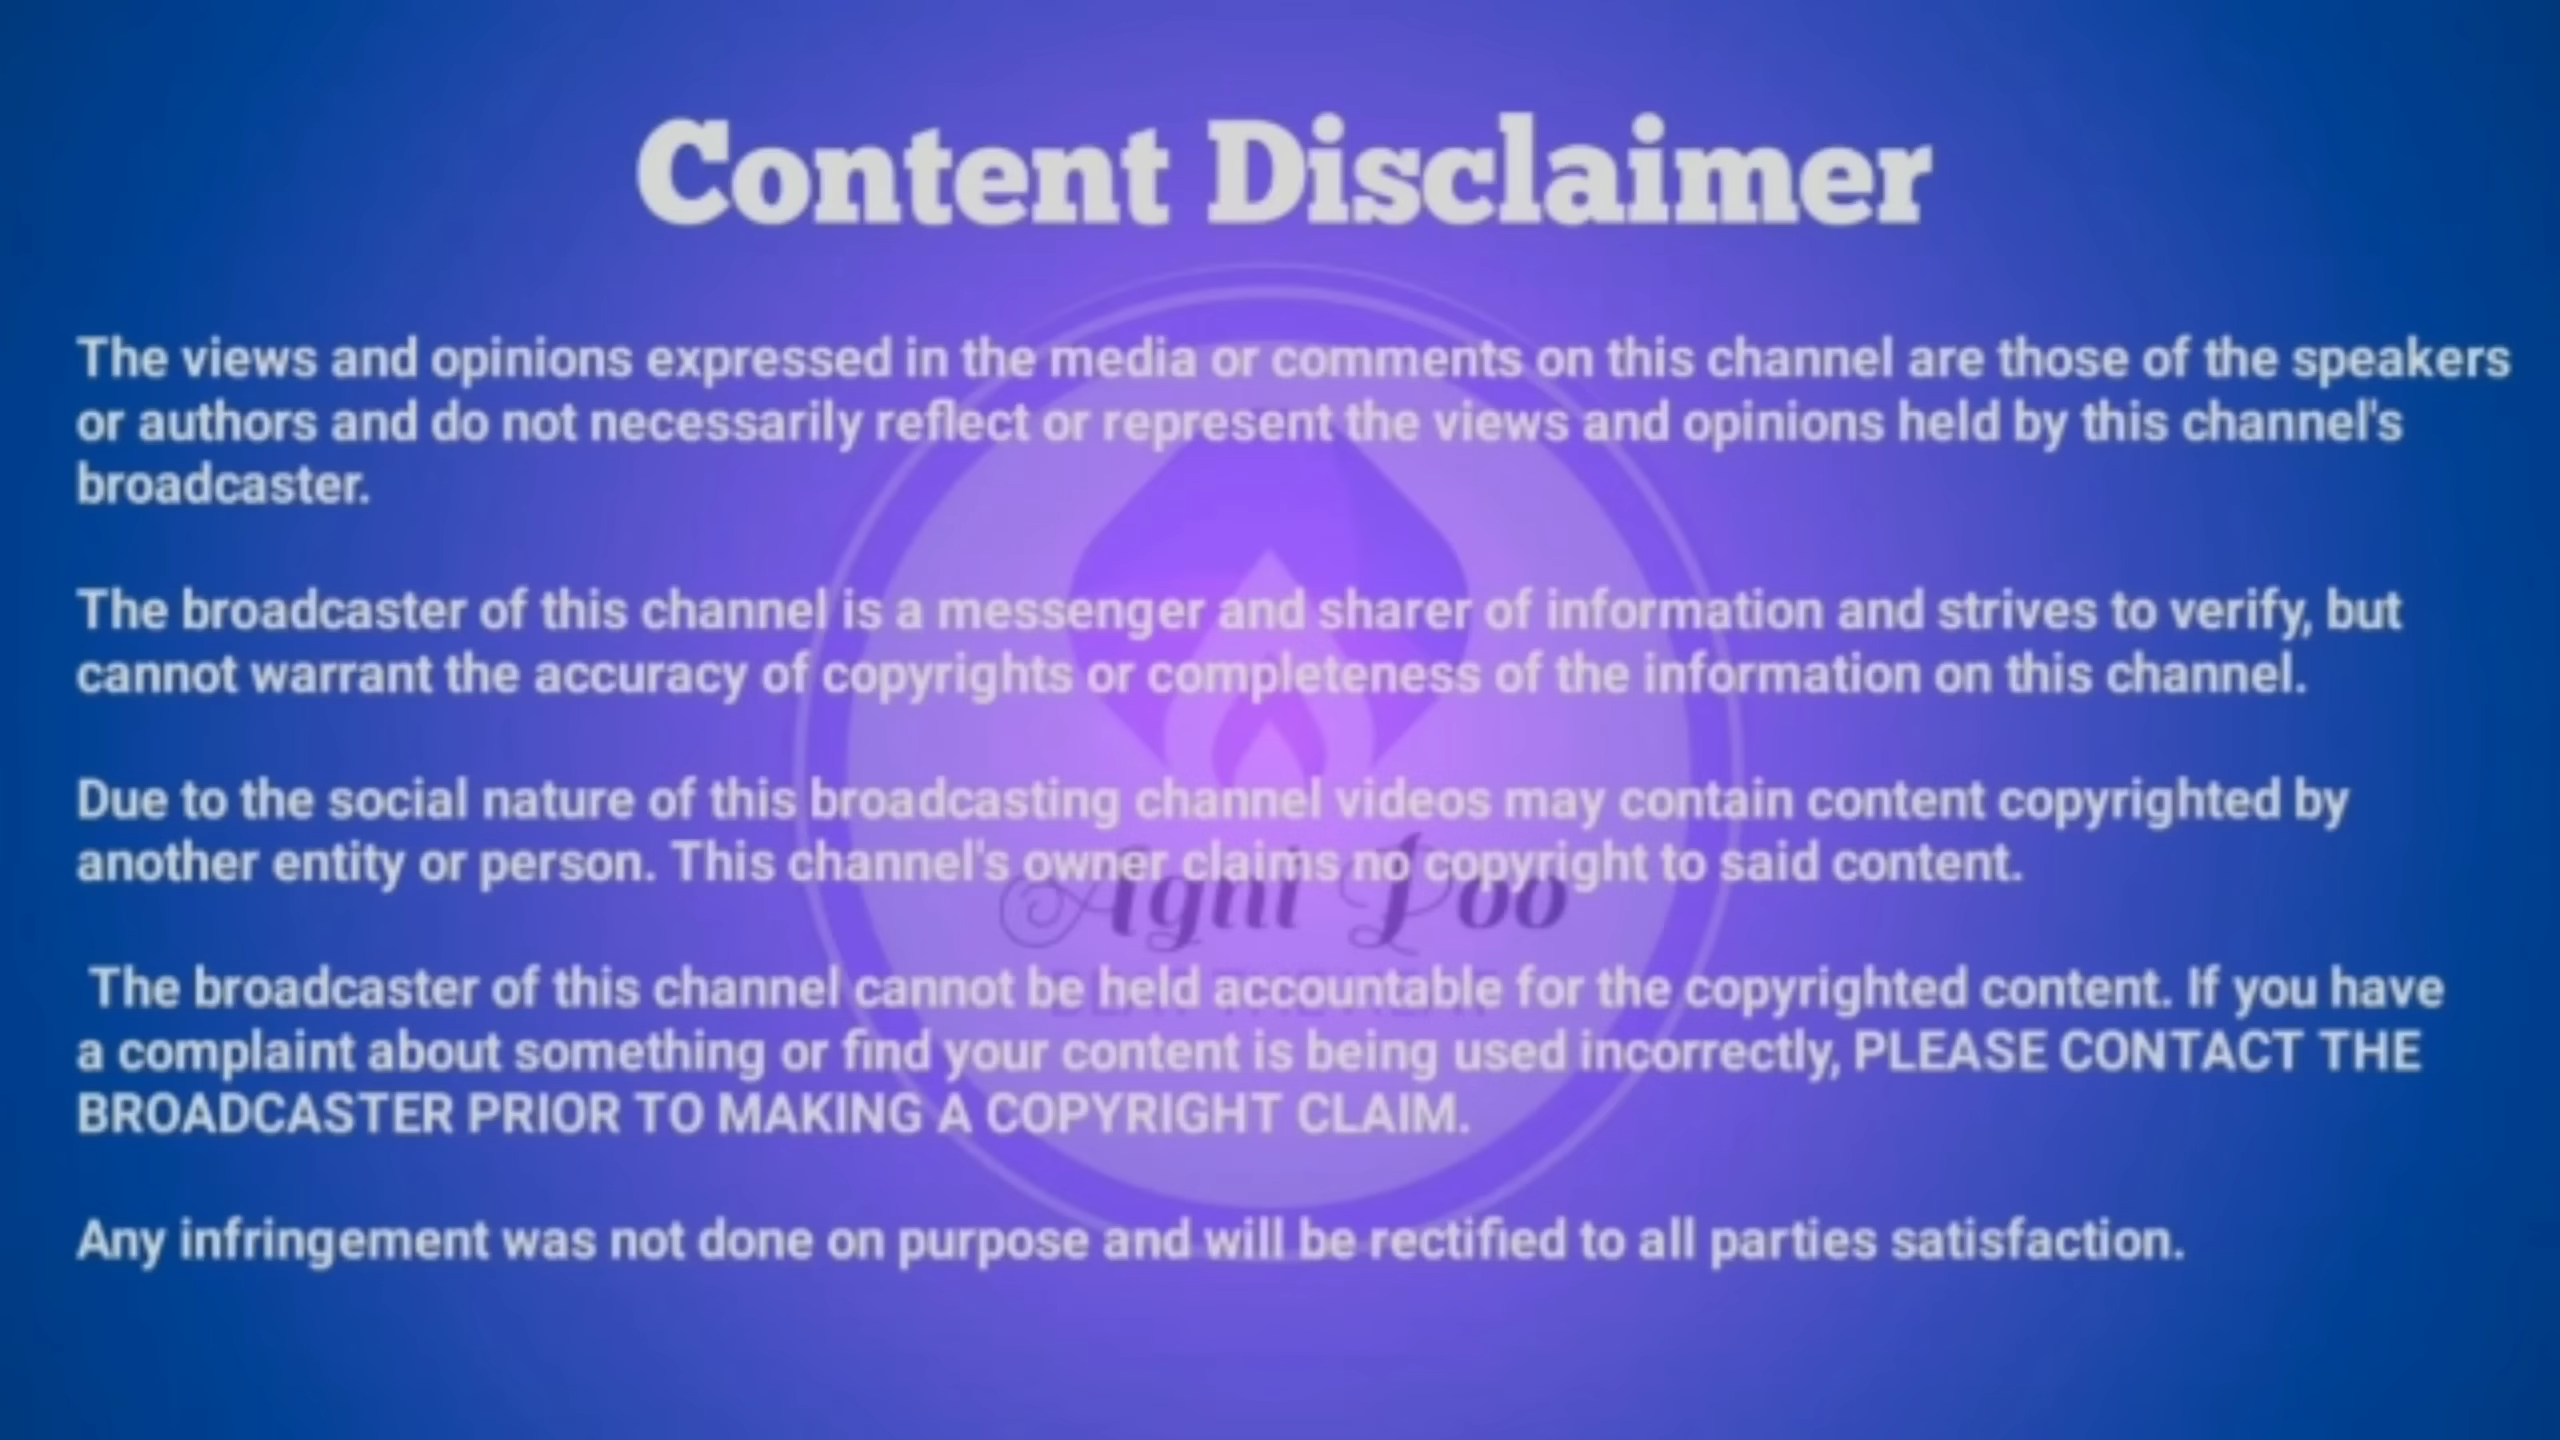 Content Disclaimer
The views and opinions expressed in the media or comments on this channel are those of the speakers
or authors and do not necessarily reflect or represent the views and opinions held by this channel's
broadcaster.
The broadcaster of this channel is a messenger and sharer of information and strives to verify, but
cannot warrant the accuracy of copyrights or completeness of the information on this channel.
Due to the social nature of this broadcasting channel videos may contain content copyrighted by
another entity or person. This channel's owner claims no copyright to said content.
Agni Poo
The broadcaster of this channel cannot be held accountable for the copyrighted content. If you have
a complaint about something or find your content is being used incorrectly, PLEASE CONTACT THE
BROADCASTER PRIOR TO MAKING A COPYRIGHT CLAIM.
Any infringement was not done on purpose and will be rectified to all parties satisfaction.